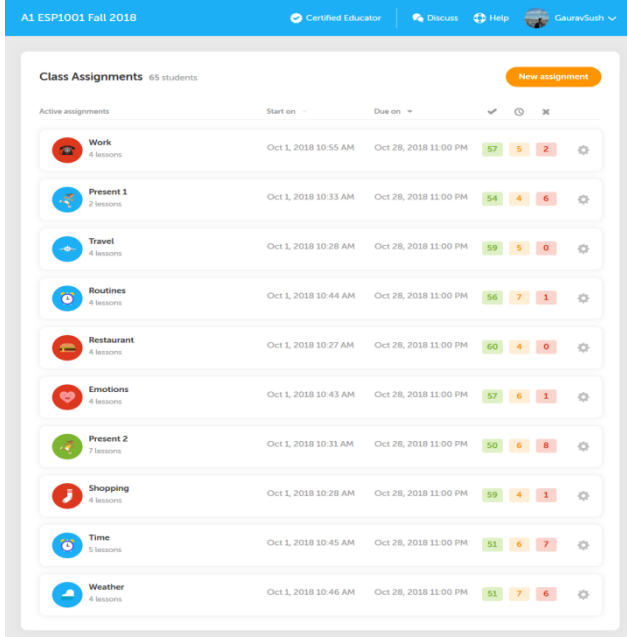 A1 ESP1001 Fall 2018 Certified Educator Discuss Help GauravSush
Class Assignments 65 students New assignment
Active assignments Start on Due on
Work
4 lessons
Oct 1, 2018 10:55 AM Oct 28, 2018 11:00 PM 57 5 2
Present 1
2 lessons
Oct 1, 2018 10:33 AM Oct 28, 2018 11:00 PM 54 4 6
Travel
4 lessons
Oct 1, 2018 10:28 AM Oct 28, 2018 11:00 PM 59 5 0
Routines
4 lessons
Oct 1, 2018 10:44 AM Oct 28, 2018 11:00 PM 56 7 1
Restaurant
4 lessons
Oct 1, 2018 10:27 AM Oct 28, 2018 11:00 PM 60 4 0
Emotions
4 lessons
Oct 1, 2018 10:43 AM Oct 28, 2018 11:00 PM 57 6 1
Present 2
7 lessons
Oct 1, 2018 10:31 AM Oct 28, 2018 11:00 PM 50 6 8
Shopping
4 lessons
Oct 1, 2018 10:28 AM Oct 28, 2018 11:00 PM 59 4 1
Time
5 lessons
Oct 1, 2018 10:45 AM Oct 28, 2018 11:00 PM 51 6 7
Weather
4 lessons
Oct 1, 2018 10:46 AM Oct 28, 2018 11:00 PM 51 7 6